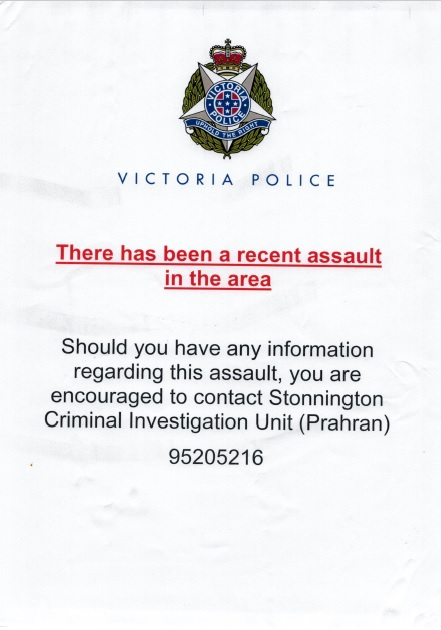 VICTORIA
POLICE
UPHOLD THE RIGHT
VICTORIA POLICE
There has been a recent assault
in the area
Should you have any information
regarding this assault, you are
encouraged to contact Stonnington
Criminal Investigation Unit (Prahran)
95205216